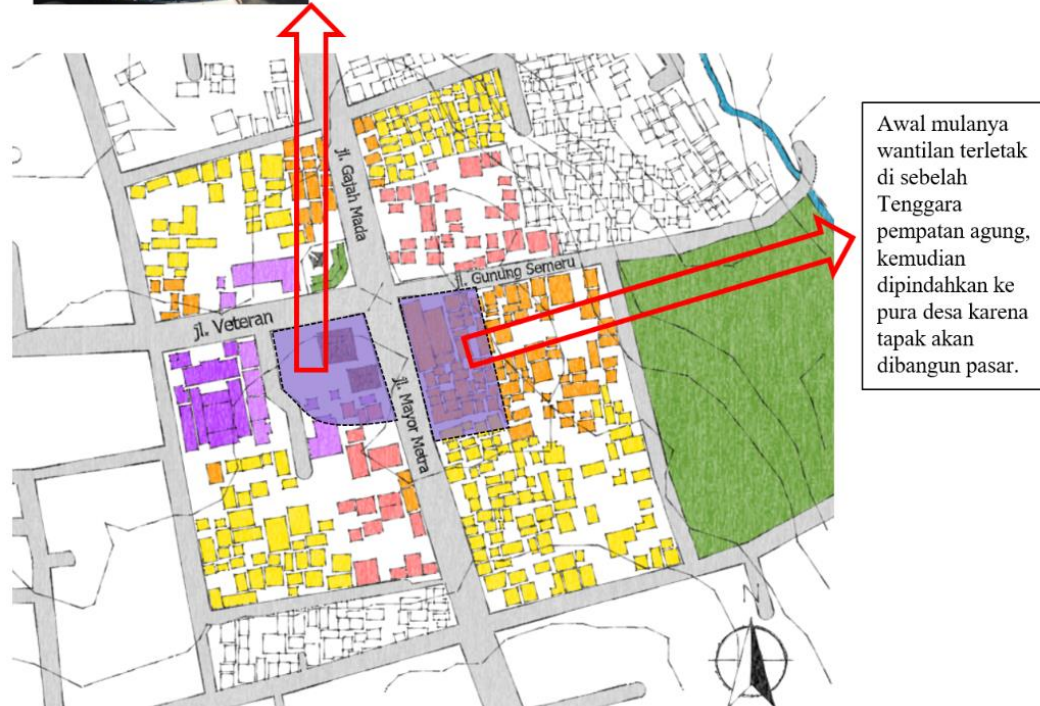 jl. Gajah Mada
jl. Gunung Semeru
jl. Veteran
jl. Mayor Metra
Awal mulanya
wantilan terletak
di sebelah
Tenggara
pempatan agung,
kemudian
dipindahkan ke
pura desa karena
tapak akan
dibangun pasar.
N